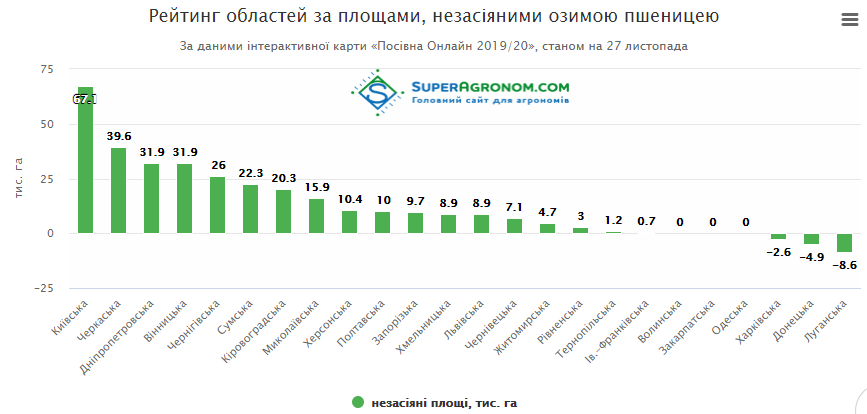 Рейтинг областей за площами, незасіяними озимою пшеницею
За даними інтерактивної карти «Посівна Онлайн 2019/20», станом на 27 листопада
SUPERAGRONOM.COM
Головний сайт для агрономів
тис. га
75
50
25
0
−25
67.1
39.6
31.9
31.9
26
22.3
20.3
15.9
10.4
10
9.7
8.9
8.9
7.1
4.7
3
1.2
0.7
0
0
0
−2.6
−4.9
−8.6
Київська
Черкаська
Дніпропетровська
Вінницька
Чернігівська
Сумська
Кіровоградська
Миколаївська
Херсонська
Полтавська
Запорізька
Хмельницька
Львівська
Чернівецька
Житомирська
Рівненська
Тернопільська
Ів.-Франківська
Волинська
Закарпатська
Одеська
Харківська
Донецька
Луганська
незасіяні площі, тис. га